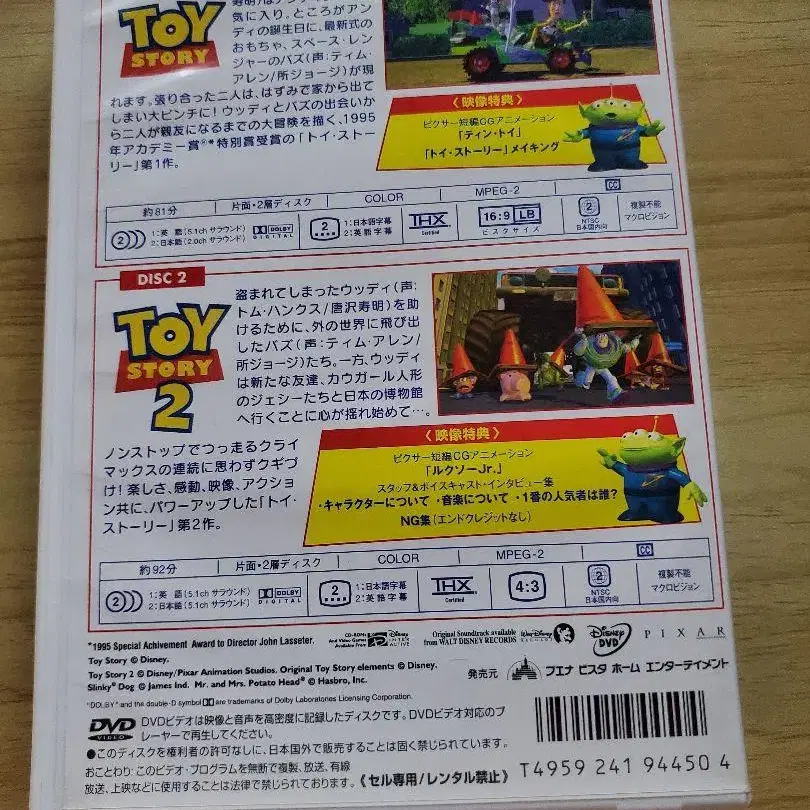 TOY
STORY
気に入り。ところがアン
ディの誕生日に、最新式の
おもちゃ、スペース・レン
ジャーのバズ(声:ティム・
アレン/所ジョージ)が現
れます。張り合った二人は、はずみで家から出て
しまい大ピンチに!ウッディとバズの出会いか
ら二人が親友になるまでの大冒険を描く、1995
年アカデミー賞®*特別賞受賞の「トイ・ストー
リー」第1作。
〈映像特典〉
ピクサー短編CGアニメーション
「ティン・トイ」
「トイ・ストーリー」メイキング
約81分
片面・2層ディスク
COLOR
MPEG-2
CC
2
1:英 語(5.1ch サラウンド)
2:日本語(2.0ch サラウンド)
DOLBY
DIGITAL
2
1:日本語字幕
2:英語字幕
THX
Certified
16:9 LB
ビスタサイズ
2
NTSC
日本国内向
複製不能
マクロビジョン
DISC 2
TOY
STORY
2
盗まれてしまったウッディ(声:
トム・ハンクス/唐沢寿明)を助
けるために、外の世界に飛び出
したバズ(声:ティム・アレン/
所ジョージ)たち。一方、ウッディ
は新たな友達、カウガール人形
のジェシーたちと日本の博物館
へ行くことに心が揺れ始めて…。
ノンストップでつっ走るクライ
マックスの連続に思わずクギづ
け!楽しさ、感動、映像、アクショ
ン共に、パワーアップした「トイ・
ストーリー」第2作。
〈映像特典〉
ピクサー短編CGアニメーション
「ルクソーJr.」
スタッフ&ボイスキャスト・インタビュー集
・キャラクターについて ・音楽について ・1番の人気者は誰?
NG集(エンドクレジットなし)
約92分
片面・2層ディスク
COLOR
MPEG-2
CC
2
1:英 語(5.1ch サラウンド)
2:日本語(5.1ch サラウンド)
DOLBY
DIGITAL
2
1:日本語字幕
2:英語字幕
THX
Certified
4:3
2
NTSC
日本国内向
複製不能
マクロビジョン
*1995 Special Achivement Award to Director John Lasseter.
Toy Story © Disney.
Toy Story 2 © Disney/Pixar Animation Studios. Original Toy Story elements © Disney.
Slinky® Dog © James Ind. Mr. and Mrs. Potato Head® © Hasbro, Inc.
CD-ROMs
And Video Games
Available From
Disney
INTERACTIVE
Original Soundtrack available
from WALT DISNEY RECORDS
Walt Disney
RECORDS
Disney
DVD
PIXAR
発売元
ブエナ ビスタ ホーム エンターテイメント
"DOLBY" and the double-D symbol are trademarks of Dolby Laboratories Licensing Corporation.
DVD
VIDEO
DVDビデオは映像と音声を高密度に記録したディスクです。DVDビデオ対応のプ
レーヤーで再生してください。
●このディスクを権利者の許可なしに、日本国外で販売することは固く禁じられています。
おことわり:このビデオ・プログラムを無断で複製、放送、有線
放送、上映などに使用することは法律で禁じられております。
《セル専用/レンタル禁止》
T4959 241 94450 4